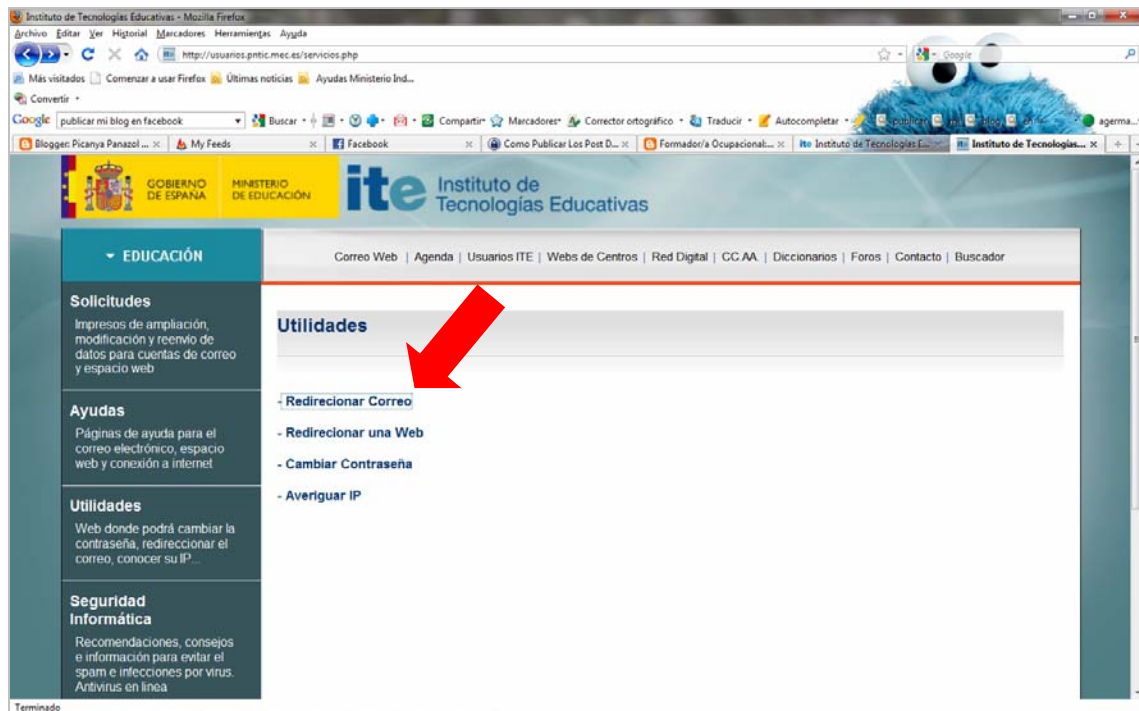 Instituto de Tecnologías Educativas - Mozilla Firefox
Archivo Editar Ver Historial Marcadores Herramientas Ayuda
http://usuarios.pntic.mec.es/servicios.php
Google
Más visitados Comenzar a usar Firefox Últimas noticias Ayudas Ministerio Ind...
Convertir
Google publicar mi blog en facebook Buscar Compartir Marcadores Corrector ortográfico Traducir Autocompletar publicar mi blog en agerma...
Blogger: Picanya Panazol ... My Feeds Facebook Como Publicar Los Post D... Formador/a Ocupacional:... Instituto de Tecnologías E... Instituto de Tecnologías...
GOBIERNO DE ESPAÑA
MINISTERIO DE EDUCACIÓN
ite Instituto de
Tecnologías Educativas
EDUCACIÓN
Correo Web | Agenda | Usuarios ITE | Webs de Centros | Red Digital | CC.AA. | Diccionarios | Foros | Contacto | Buscador
Solicitudes
Impresos de ampliación,
modificación y reenvío de
datos para cuentas de correo
y espacio web
Ayudas
Páginas de ayuda para el
correo electrónico, espacio
web y conexión a internet
Utilidades
Web donde podrá cambiar la
contraseña, redireccionar el
correo, conocer su IP...
Seguridad
Informática
Recomendaciones, consejos
e información para evitar el
spam e infecciones por virus.
Antivirus en linea
Utilidades
- Redirecionar Correo
- Redirecionar una Web
- Cambiar Contraseña
- Averiguar IP
Terminado